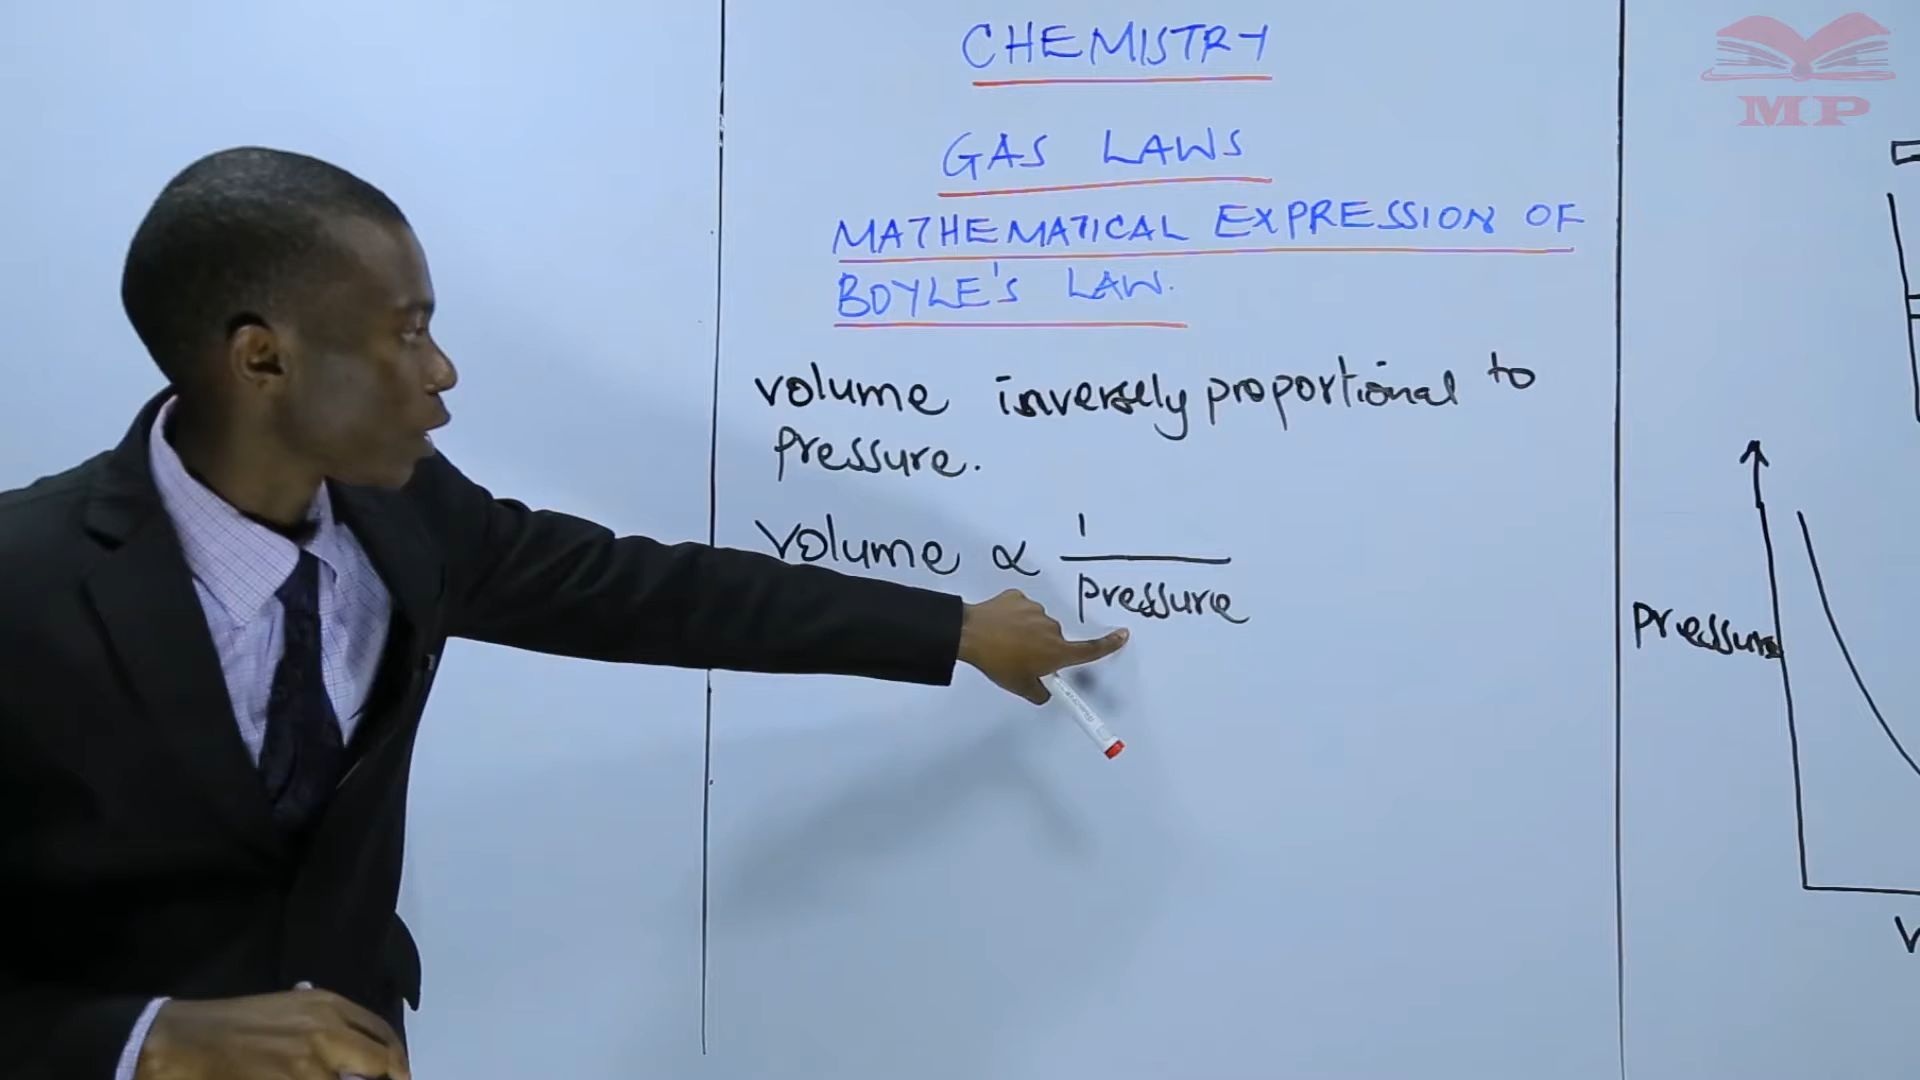 CHEMISTRY
GAS LAWS
MATHEMATICAL EXPRESSION OF
BOYLE'S LAW.
volume inversely proportional to
pressure.
Volume ∝ 1
pressure
pressure
V
MP